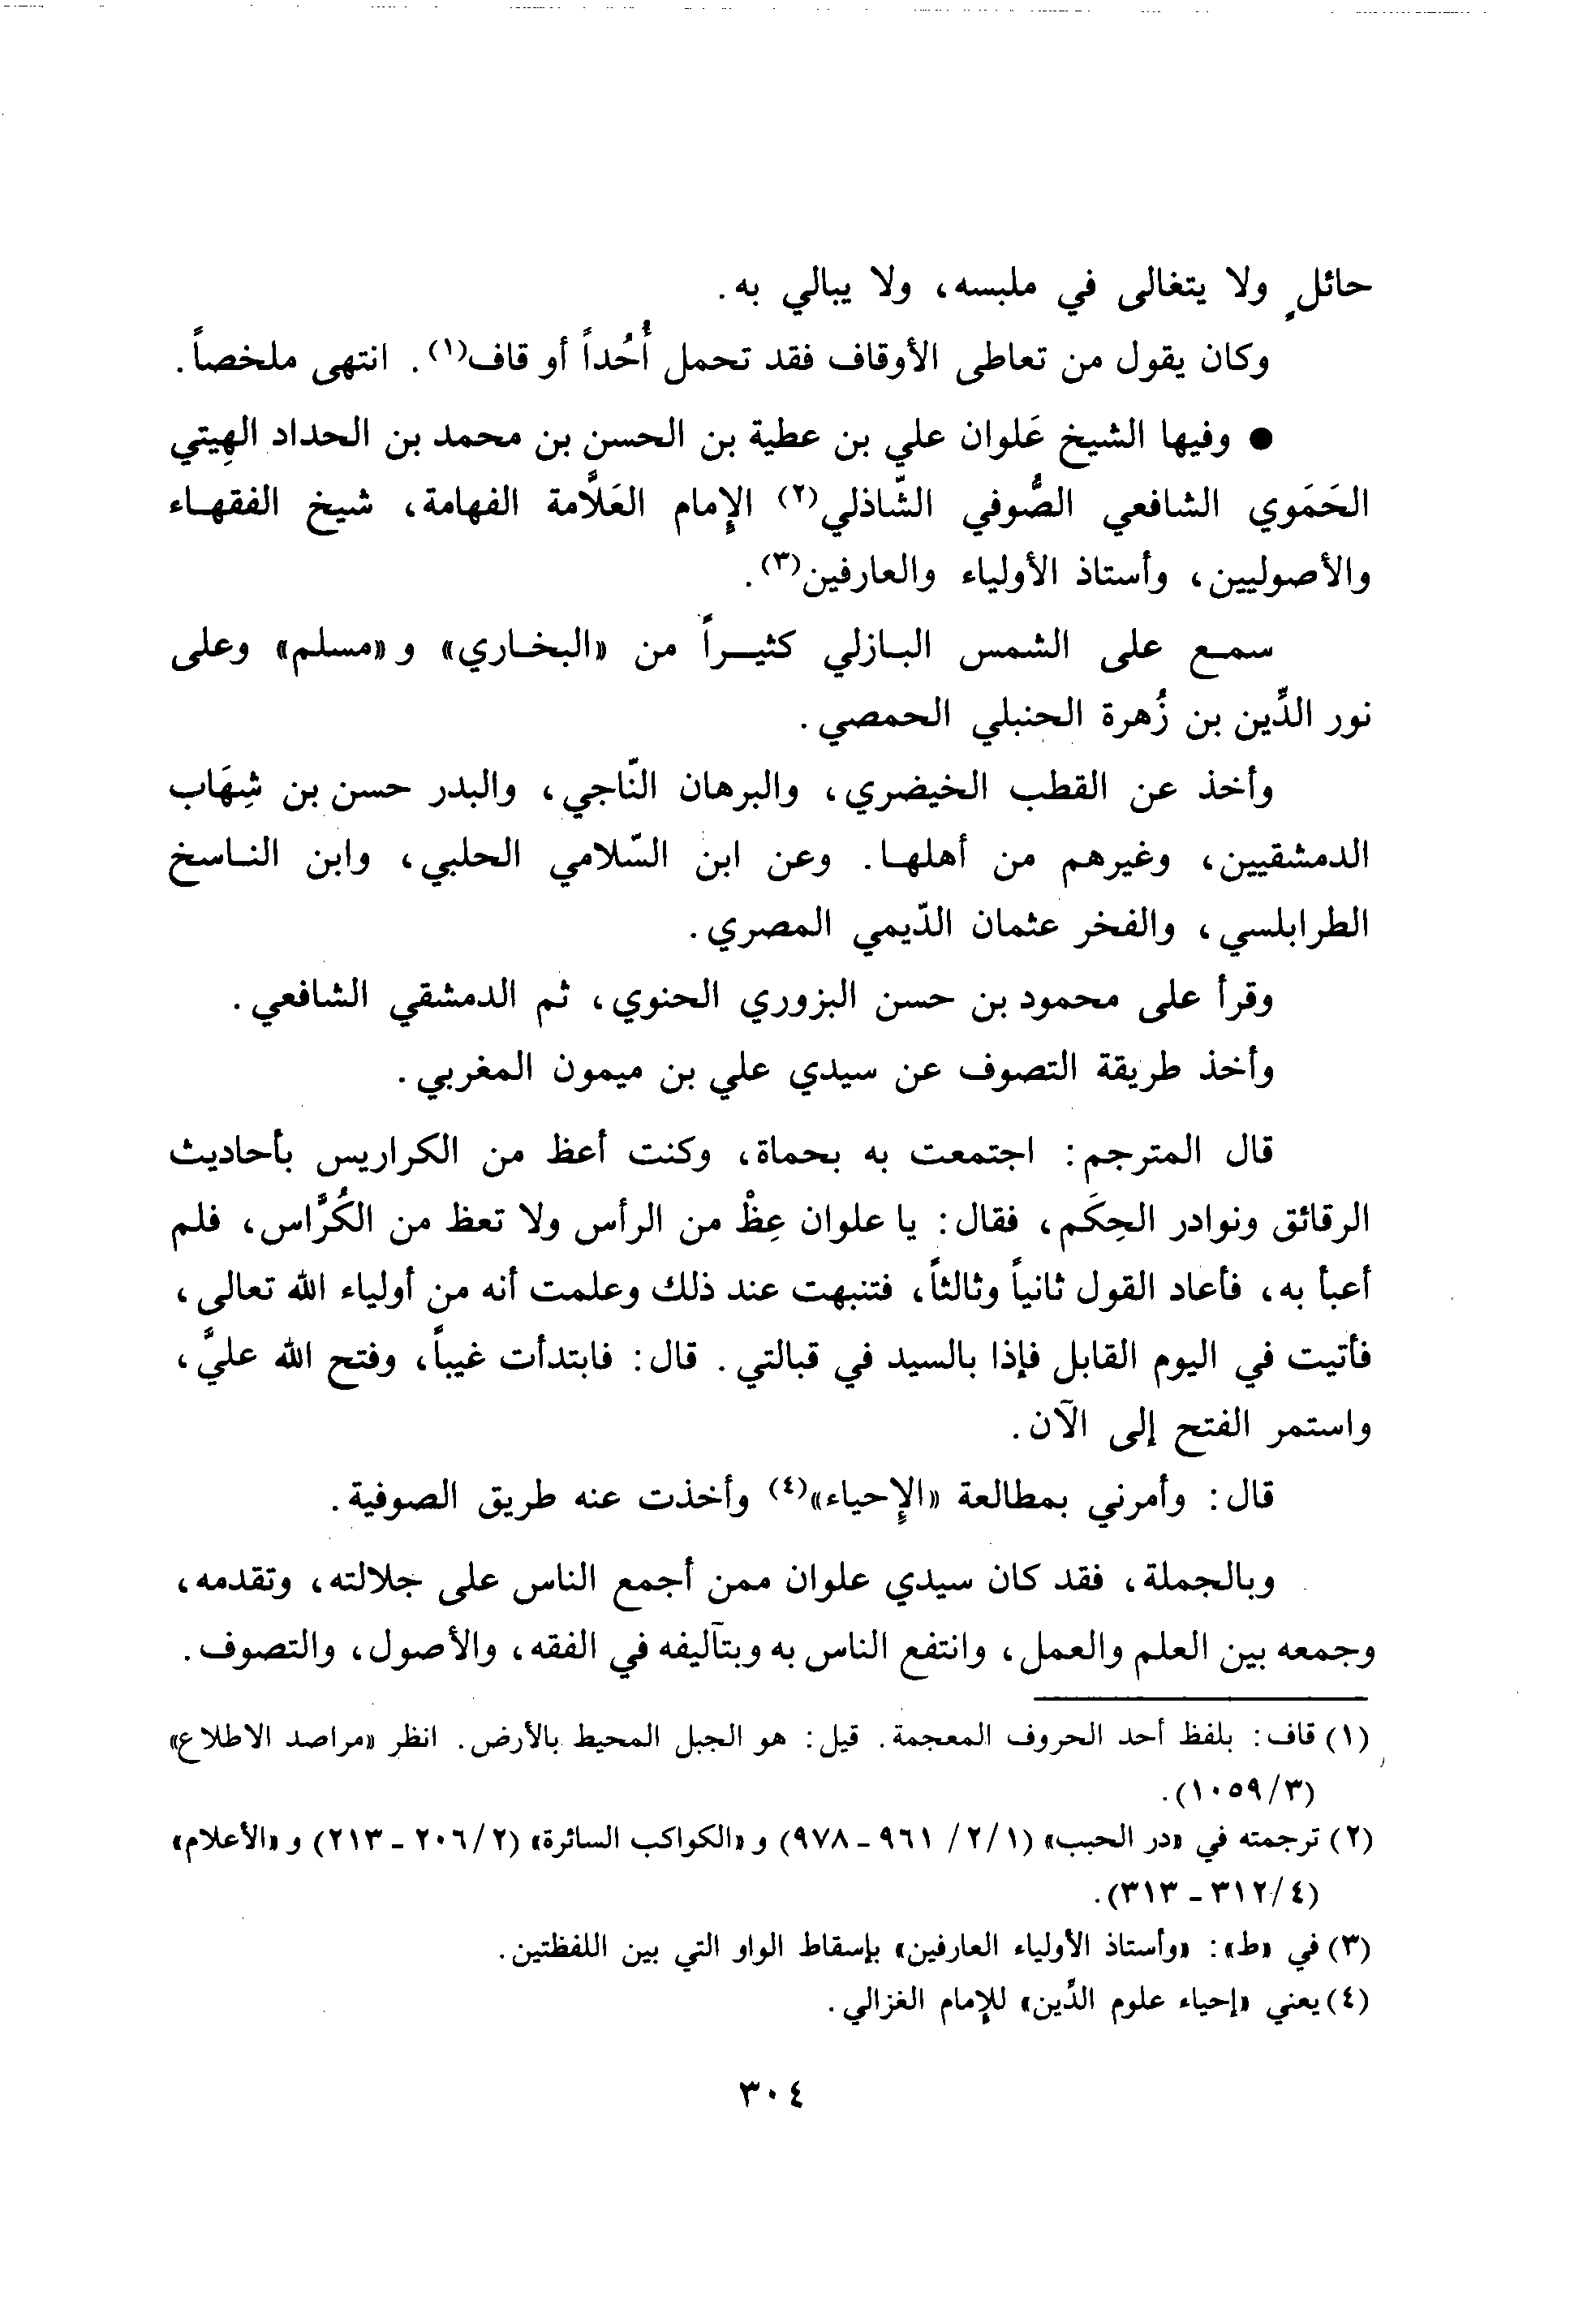 حائلٍ ولا يتغالى في ملبسه، ولا يبالي به.
وكان يقول من تعاطى الأوقاف فقد تحمل أُحُداً أو قاف(١). انتهى ملخصاً.
● وفيها الشيخ عَلوان علي بن عطية بن الحسن بن محمد بن الحداد الهِيتي
الحَمَوي الشافعي الصُّوفي الشّاذلي(٢) الإِمام العَلَّامة الفهامة، شيخ الفقهاء
والأصوليين، وأستاذ الأولياء والعارفين(٣).
سمع على الشمس البازلي كثيراً من «البخاري» و«مسلم» وعلى
نور الدِّين بن زُهرة الحنبلي الحمصي.
وأخذ عن القطب الخيضري، والبرهان النّاجي، والبدر حسن بن شِهَاب
الدمشقيين، وغيرهم من أهلها. وعن ابن السّلامي الحلبي، وابن الناسخ
الطرابلسي، والفخر عثمان الدّيمي المصري.
وقرأ على محمود بن حسن البزوري الحنوي، ثم الدمشقي الشافعي.
وأخذ طريقة التصوف عن سيدي علي بن ميمون المغربي.
قال المترجم: اجتمعت به بحماة، وكنت أعظ من الكراريس بأحاديث
الرقائق ونوادر الحِكَم، فقال: يا علوان عِظْ من الرأس ولا تعظ من الكُرَّاس، فلم
أعبأ به، فأعاد القول ثانياً وثالثاً، فتنبهت عند ذلك وعلمت أنه من أولياء الله تعالى،
فأتيت في اليوم القابل فإذا بالسيد في قبالتي. قال: فابتدأت غيباً، وفتح الله عليَّ،
واستمر الفتح إلى الآن.
قال: وأمرني بمطالعة «الإِحياء»(٤) وأخذت عنه طريق الصوفية.
وبالجملة، فقد كان سيدي علوان ممن أجمع الناس على جلالته، وتقدمه،
وجمعه بين العلم والعمل، وانتفع الناس به وبتآليفه في الفقه، والأصول، والتصوف.
(١) قاف: بلفظ أحد الحروف المعجمة. قيل: هو الجبل المحيط بالأرض. انظر «مراصد الاطلاع»
(٣/١٠٥٩).
(٢) ترجمته في «در الحبب» (١/٢/ ٩٦١ - ٩٧٨) و«الكواكب السائرة» (٢/٢٠٦ - ٢١٣) و«الأعلام»
(٤/٣١٢ - ٣١٣).
(٣) في «ط»: «وأستاذ الأولياء العارفين» بإسقاط الواو التي بين اللفظتين.
(٤) يعني «إحياء علوم الدِّين» للإِمام الغزالي.
٣٠٤